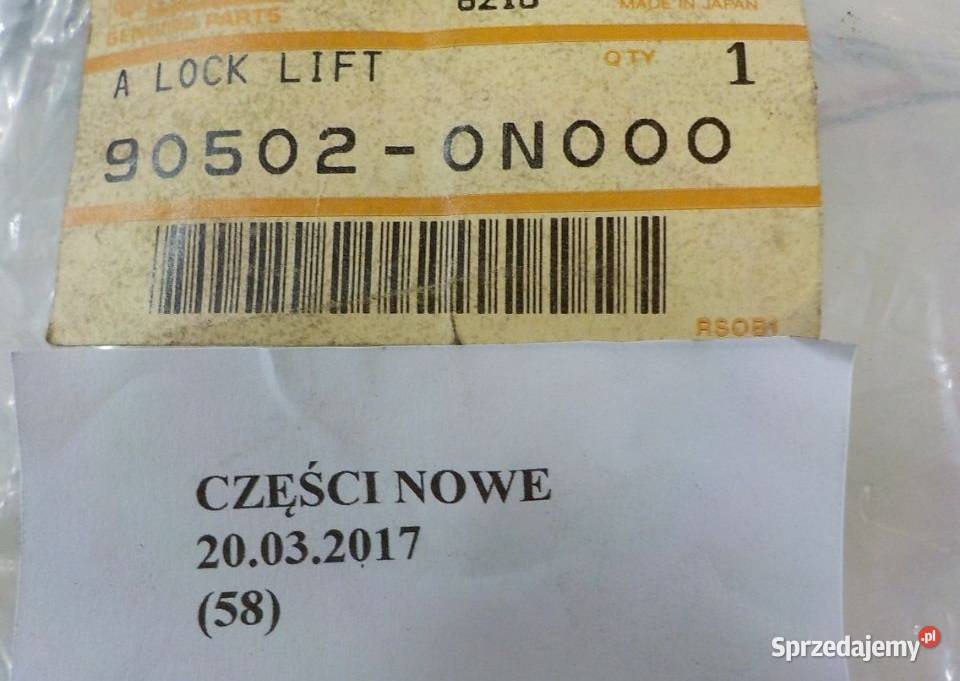 MADE IN JAPAN
GENUINE PARTS
A LOCK LIFT QTY 1
90502-0N000
RSOB1
CZĘŚCI NOWE
20.03.2017
(58)
Sprzedajemy.pl